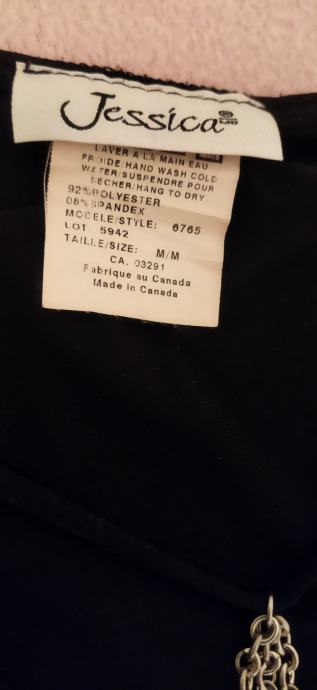 Jessica
LAVER A LA MAIN EAU
FROIDE HAND WASH COLD
WATER/SUSPENDRE POUR
SECHER/HANG TO DRY
92% POLYESTER
08% SPANDEX
MODELE/STYLE: 6765
LOT 5942
TAILLE/SIZE: M/M
CA. 03291
Fabrique au Canada
Made in Canada